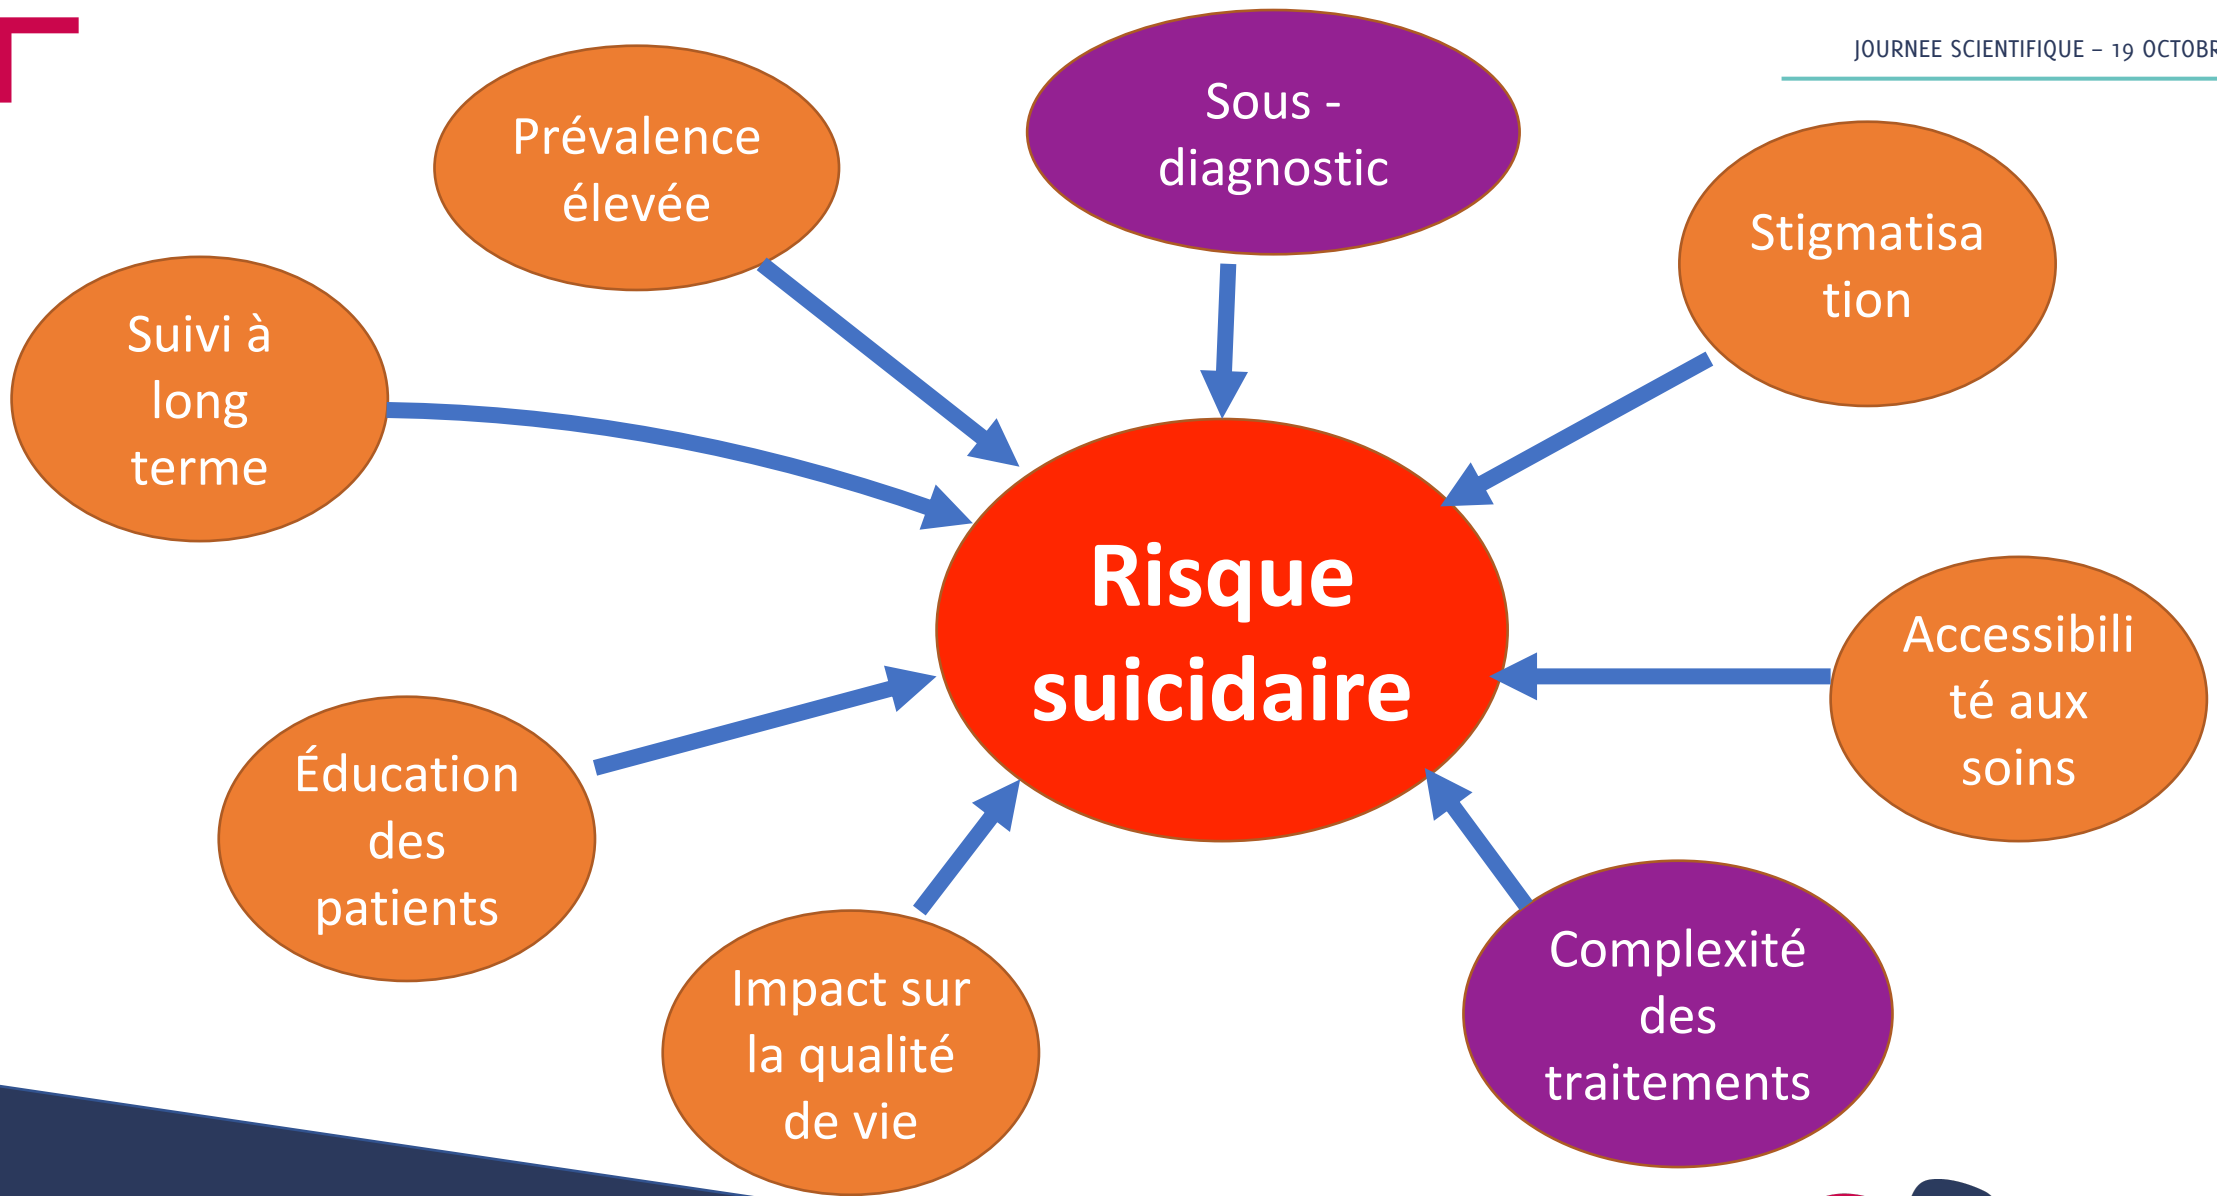 JOURNEE SCIENTIFIQUE – 19 OCTOBR
Sous -
diagnostic
Prévalence
élevée
Stigmatisa
tion
Suivi à
long
terme
Risque
suicidaire
Accessibili
té aux
soins
Éducation
des
patients
Complexité
des
traitements
Impact sur
la qualité
de vie